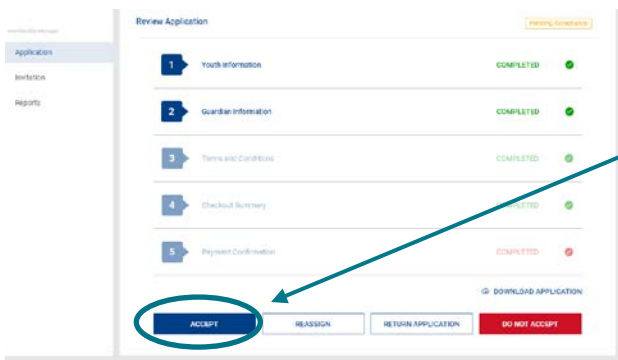 Review Application
Pending Acceptance
Application
Invitation
Reports
1 Youth Information COMPLETED
2 Guardian Information COMPLETED
3 Terms and Conditions COMPLETED
4 Checkout Summary COMPLETED
5 Payment Confirmation COMPLETED
DOWNLOAD APPLICATION
ACCEPT REASSIGN RETURN APPLICATION DO NOT ACCEPT